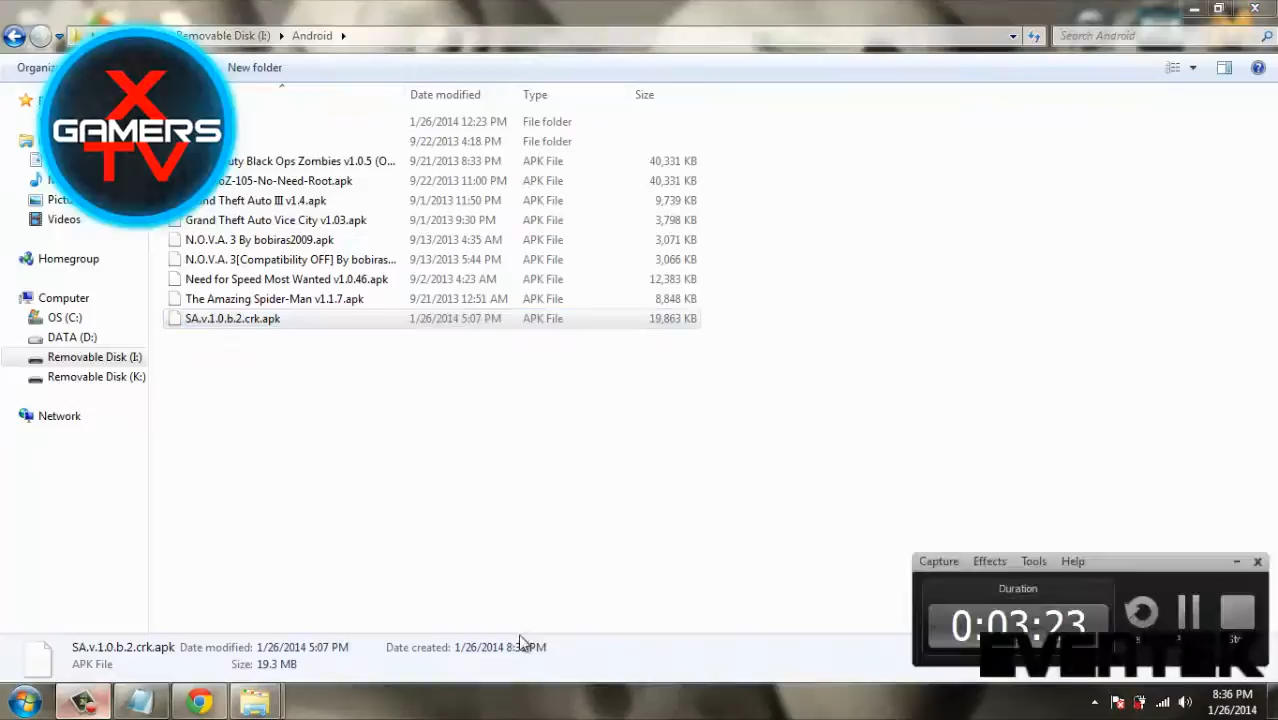 Removable Disk (I:) Android
Search Android
Organiz
New folder
Date modified Type Size
1/26/2014 12:23 PM File folder
9/22/2013 4:18 PM File folder
uty Black Ops Zombies v1.0.5 (O... 9/21/2013 8:33 PM APK File 40,331 KB
oZ-105-No-Need-Root.apk 9/22/2013 11:00 PM APK File 40,331 KB
and Theft Auto III v1.4.apk 9/1/2013 11:50 PM APK File 9,739 KB
Grand Theft Auto Vice City v1.03.apk 9/1/2013 9:30 PM APK File 3,798 KB
N.O.V.A. 3 By bobiras2009.apk 9/13/2013 4:35 AM APK File 3,071 KB
N.O.V.A. 3[Compatibility OFF] By bobiras... 9/13/2013 5:44 PM APK File 3,066 KB
Need for Speed Most Wanted v1.0.46.apk 9/2/2013 4:23 AM APK File 12,383 KB
The Amazing Spider-Man v1.1.7.apk 9/21/2013 12:51 AM APK File 8,848 KB
SA.v.1.0.b.2.crk.apk 1/26/2014 5:07 PM APK File 19,863 KB
X
GAMERS
TV
Pictu
Videos
Homegroup
Computer
OS (C:)
DATA (D:)
Removable Disk (I:)
Removable Disk (K:)
Network
Capture Effects Tools Help
Duration
0:03:23
EVERTEK
SA.v.1.0.b.2.crk.apk Date modified: 1/26/2014 5:07 PM Date created: 1/26/2014 8:3 PM
APK File Size: 19.3 MB
8:36 PM
1/26/2014